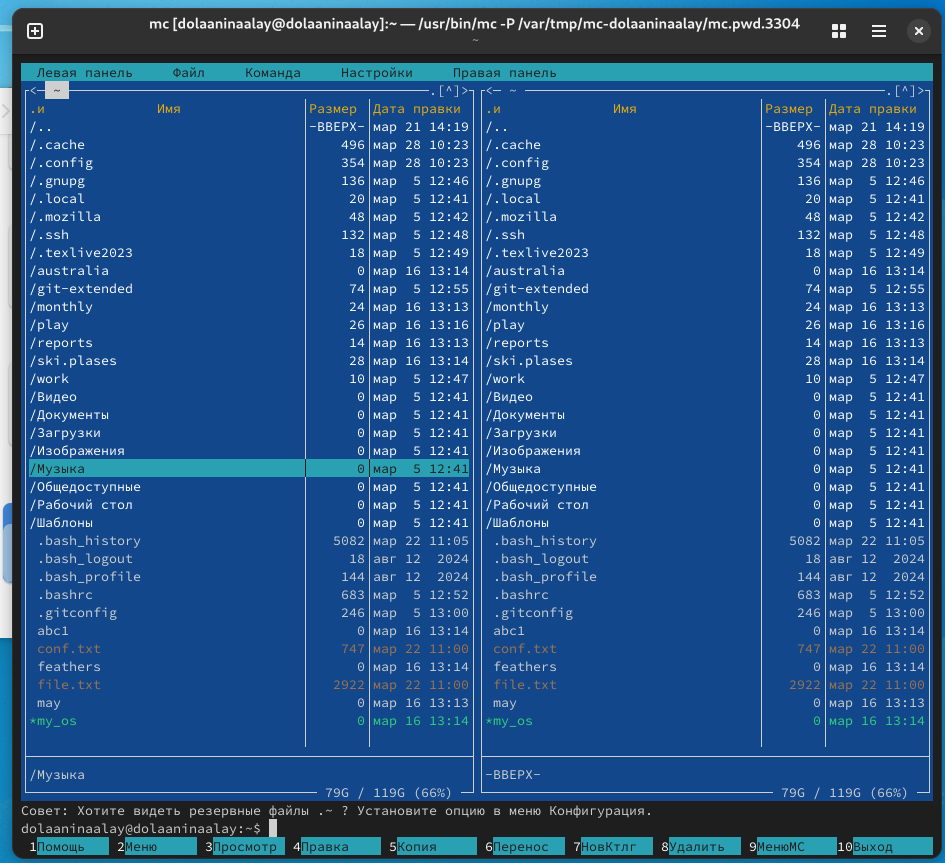 mc [dolaaninaalay@dolaaninaalay]:~ — /usr/bin/mc -P /var/tmp/mc-dolaaninaalay/mc.pwd.3304
~
Левая панель Файл Команда Настройки Правая панель
<─ ~ .[^]> <─ ~ .[^]>
.и Имя Размер Дата правки .и Имя Размер Дата правки
/.. -ВВЕРХ- мар 21 14:19 /.. -ВВЕРХ- мар 21 14:19
/.cache 496 мар 28 10:23 /.cache 496 мар 28 10:23
/.config 354 мар 28 10:23 /.config 354 мар 28 10:23
/.gnupg 136 мар 5 12:46 /.gnupg 136 мар 5 12:46
/.local 20 мар 5 12:41 /.local 20 мар 5 12:41
/.mozilla 48 мар 5 12:42 /.mozilla 48 мар 5 12:42
/.ssh 132 мар 5 12:48 /.ssh 132 мар 5 12:48
/.texlive2023 18 мар 5 12:49 /.texlive2023 18 мар 5 12:49
/australia 0 мар 16 13:14 /australia 0 мар 16 13:14
/git-extended 74 мар 5 12:55 /git-extended 74 мар 5 12:55
/monthly 24 мар 16 13:13 /monthly 24 мар 16 13:13
/play 26 мар 16 13:16 /play 26 мар 16 13:16
/reports 14 мар 16 13:13 /reports 14 мар 16 13:13
/ski.plases 28 мар 16 13:14 /ski.plases 28 мар 16 13:14
/work 10 мар 5 12:47 /work 10 мар 5 12:47
/Видео 0 мар 5 12:41 /Видео 0 мар 5 12:41
/Документы 0 мар 5 12:41 /Документы 0 мар 5 12:41
/Загрузки 0 мар 5 12:41 /Загрузки 0 мар 5 12:41
/Изображения 0 мар 5 12:41 /Изображения 0 мар 5 12:41
/Музыка 0 мар 5 12:41 /Музыка 0 мар 5 12:41
/Общедоступные 0 мар 5 12:41 /Общедоступные 0 мар 5 12:41
/Рабочий стол 0 мар 5 12:41 /Рабочий стол 0 мар 5 12:41
/Шаблоны 0 мар 5 12:41 /Шаблоны 0 мар 5 12:41
.bash_history 5082 мар 22 11:05 .bash_history 5082 мар 22 11:05
.bash_logout 18 авг 12 2024 .bash_logout 18 авг 12 2024
.bash_profile 144 авг 12 2024 .bash_profile 144 авг 12 2024
.bashrc 683 мар 5 12:52 .bashrc 683 мар 5 12:52
.gitconfig 246 мар 5 13:00 .gitconfig 246 мар 5 13:00
abc1 0 мар 16 13:14 abc1 0 мар 16 13:14
conf.txt 747 мар 22 11:00 conf.txt 747 мар 22 11:00
feathers 0 мар 16 13:14 feathers 0 мар 16 13:14
file.txt 2922 мар 22 11:00 file.txt 2922 мар 22 11:00
may 0 мар 16 13:13 may 0 мар 16 13:13
*my_os 0 мар 16 13:14 *my_os 0 мар 16 13:14
/Музыка -ВВЕРХ-
79G / 119G (66%) 79G / 119G (66%)
Совет: Хотите видеть резервные файлы .~ ? Установите опцию в меню Конфигурация.
dolaaninaalay@dolaaninaalay:~$
1Помощь 2Меню 3Просмотр 4Правка 5Копия 6Перенос 7НовКтлг 8Удалить 9МенюМС 10Выход